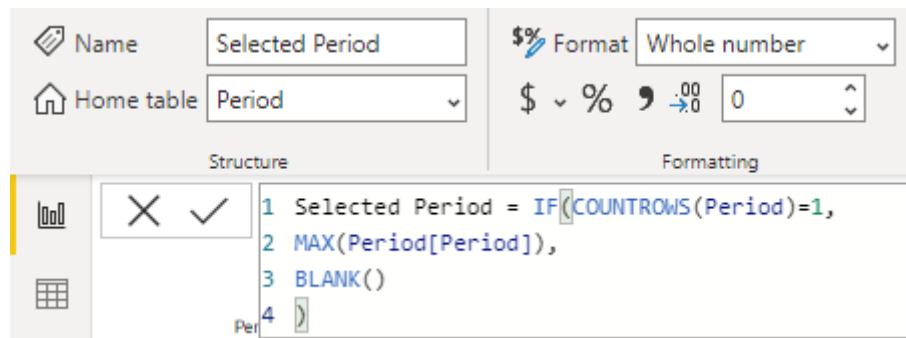 Name Selected Period $% Format Whole number
Home table Period $ % , .00 →.0 0
Structure Formatting
1 Selected Period = IF(COUNTROWS(Period)=1,
2 MAX(Period[Period]),
3 BLANK()
Per 4 )